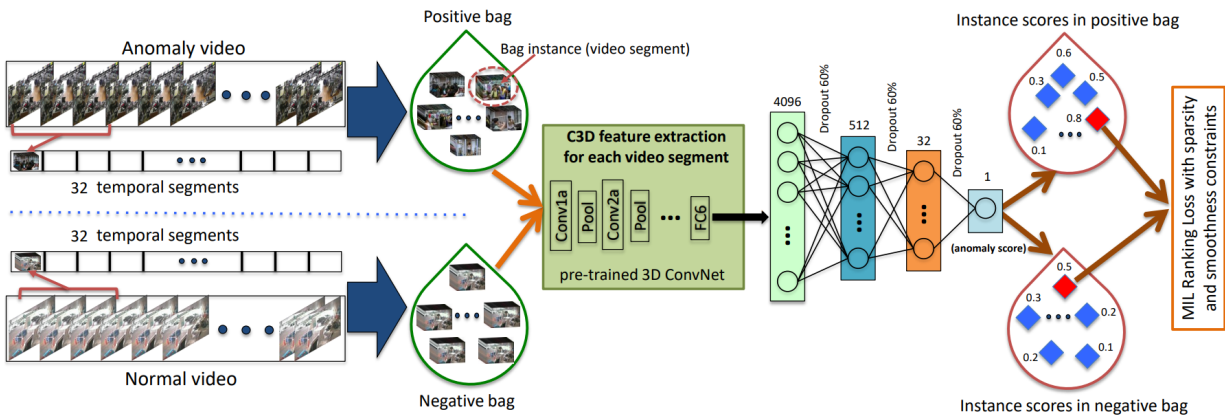 Anomaly video
32 temporal segments
32 temporal segments
Normal video
Positive bag
Bag instance (video segment)
Negative bag
C3D feature extraction
for each video segment
Conv1a
Pool
Conv2a
Pool
FC6
pre-trained 3D ConvNet
4096
Dropout 60%
512
Dropout 60%
32
Dropout 60%
1
(anomaly score)
Instance scores in positive bag
0.6
0.3
0.5
0.8
0.1
0.5
0.3
0.2
0.2
0.1
Instance scores in negative bag
MIL Ranking Loss with sparsity
and smoothness constraints